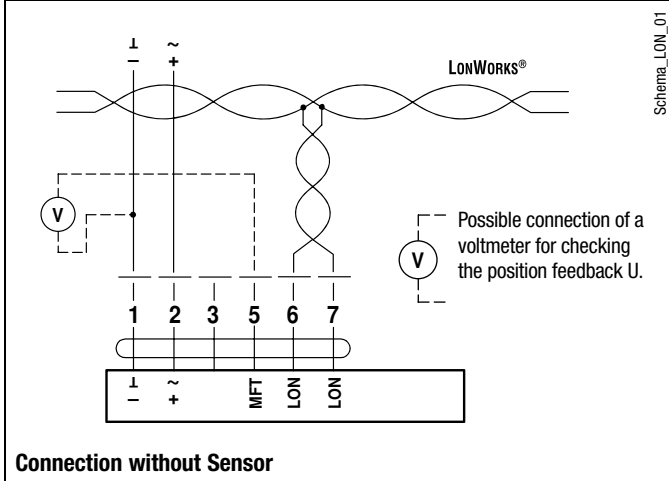 Schema_LON_01
⊥ ~
– +
LONWORKS®
V
V
Possible connection of a
voltmeter for checking
the position feedback U.
1 2 3 5 6 7
⊥ ~ MFT LON LON
– +
Connection without Sensor